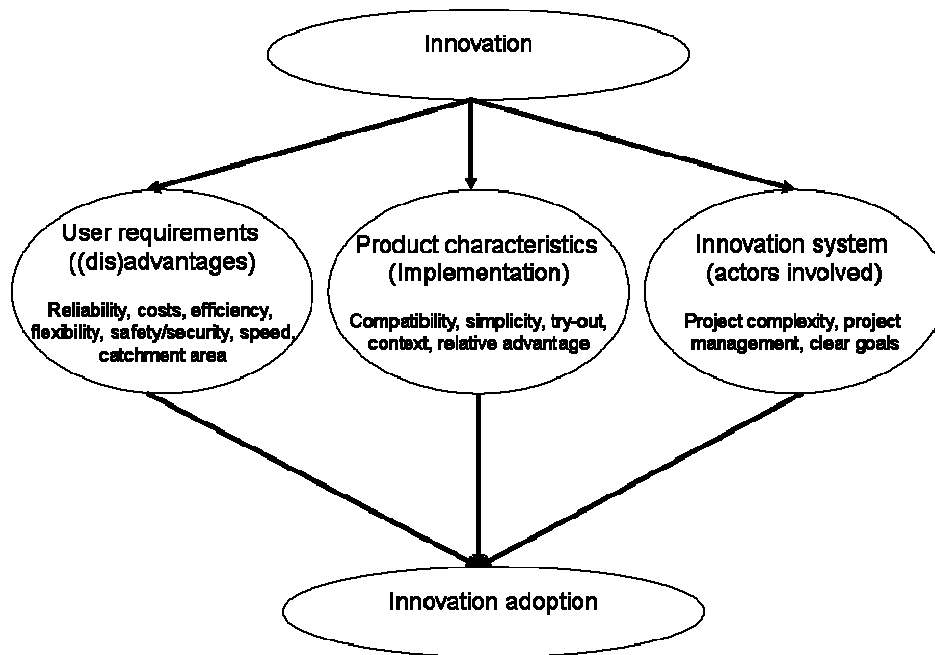 Innovation
User requirements
((dis)advantages)
Reliability, costs, efficiency,
flexibility, safety/security, speed,
catchment area
Product characteristics
(Implementation)
Compatibility, simplicity, try-out,
context, relative advantage
Innovation system
(actors involved)
Project complexity, project
management, clear goals
Innovation adoption